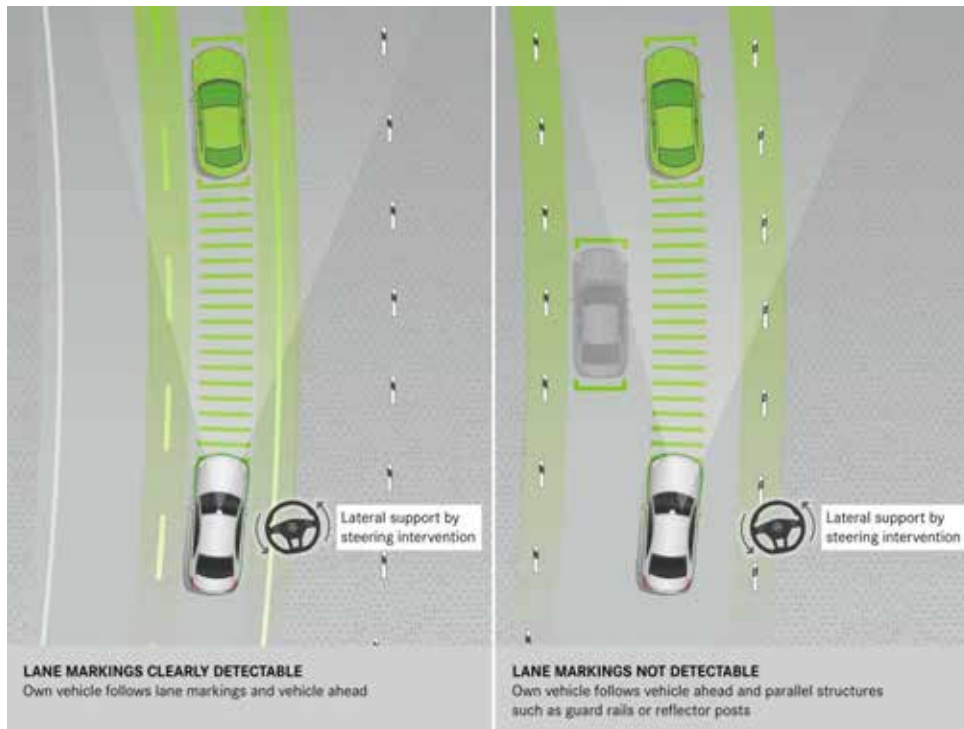 Lateral support by
steering intervention
LANE MARKINGS CLEARLY DETECTABLE
Own vehicle follows lane markings and vehicle ahead
Lateral support by
steering intervention
LANE MARKINGS NOT DETECTABLE
Own vehicle follows vehicle ahead and parallel structures
such as guard rails or reflector posts